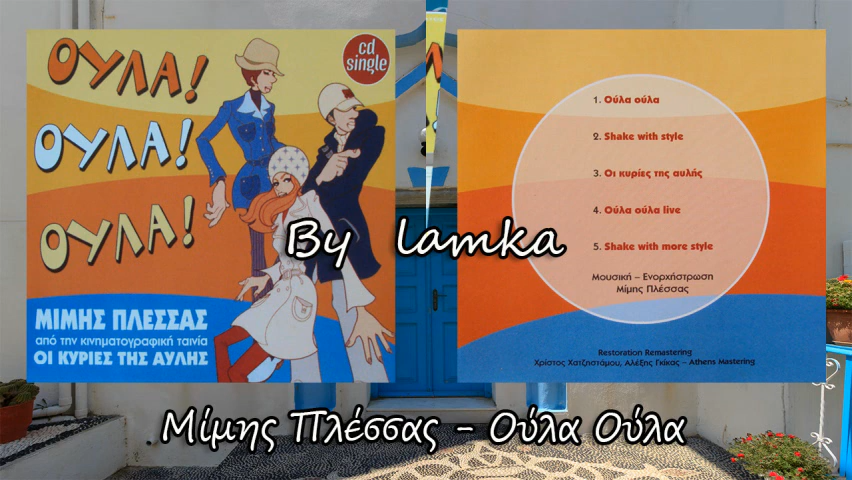 ΟΥΛΑ!
ΟΥΛΑ!
ΟΥΛΑ!
cd
single
ΜΙΜΗΣ ΠΛΕΣΣΑΣ
από την κινηματογραφική ταινία
ΟΙ ΚΥΡΙΕΣ ΤΗΣ ΑΥΛΗΣ
1. Ούλα ούλα
2. Shake with style
3. Οι κυρίες της αυλής
4. Ούλα ούλα live
5. Shake with more style
Μουσική – Ενορχήστρωση
Μίμης Πλέσσας
Restoration Remastering
Χρίστος Χατζηστάμου, Αλέξης Γκίκας – Athens Mastering
By lamka
Μίμης Πλέσσας - Ούλα Ούλα